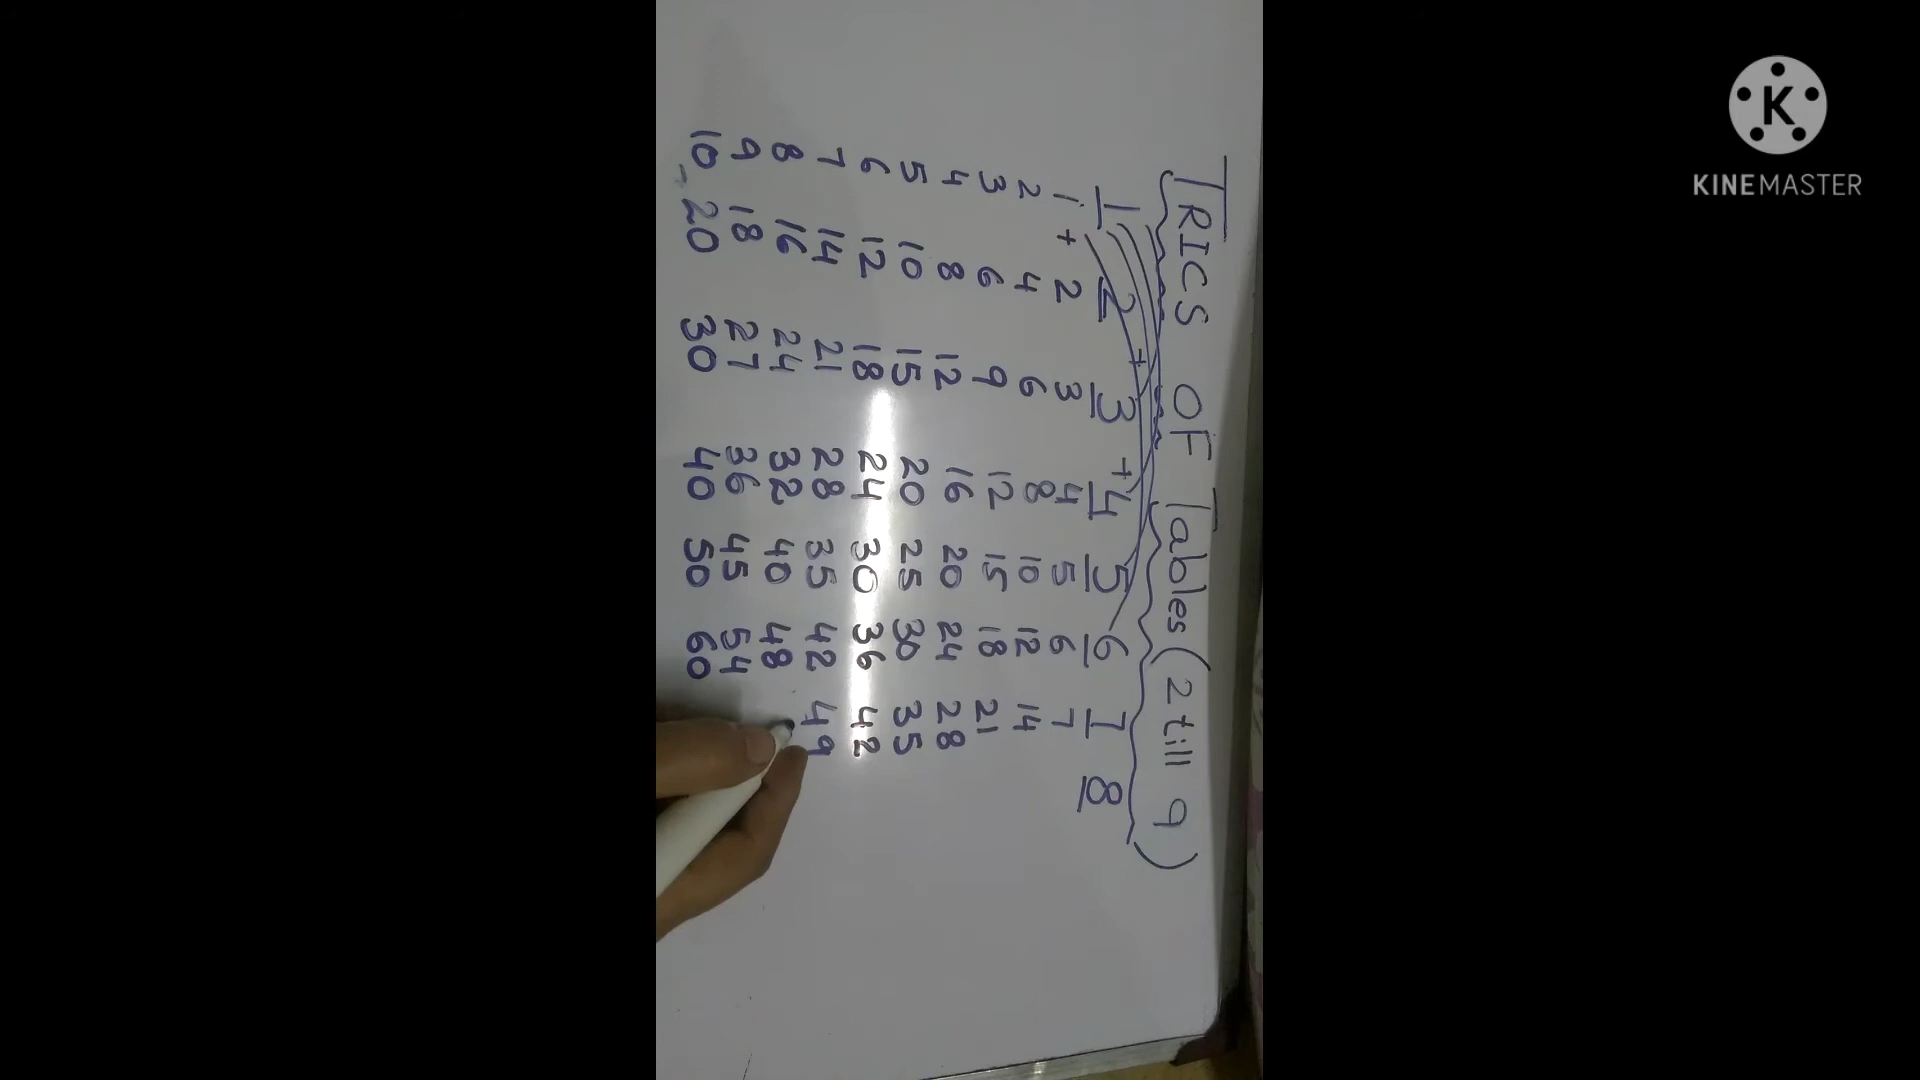 TRICS OF Tables (2 till 9)
1 2 3 4 5 6 7 8
1 + 2 + 3 + 4 5 6 7
2 4 6 8 10 12 14
3 6 9 12 15 18 21
4 8 12 16 20 24 28
5 10 15 20 25 30 35
6 12 18 24 30 36 42
7 14 21 28 35 42 49
8 16 24 32 40 48
9 18 27 36 45 54
10 20 30 40 50 60
K
KINEMASTER